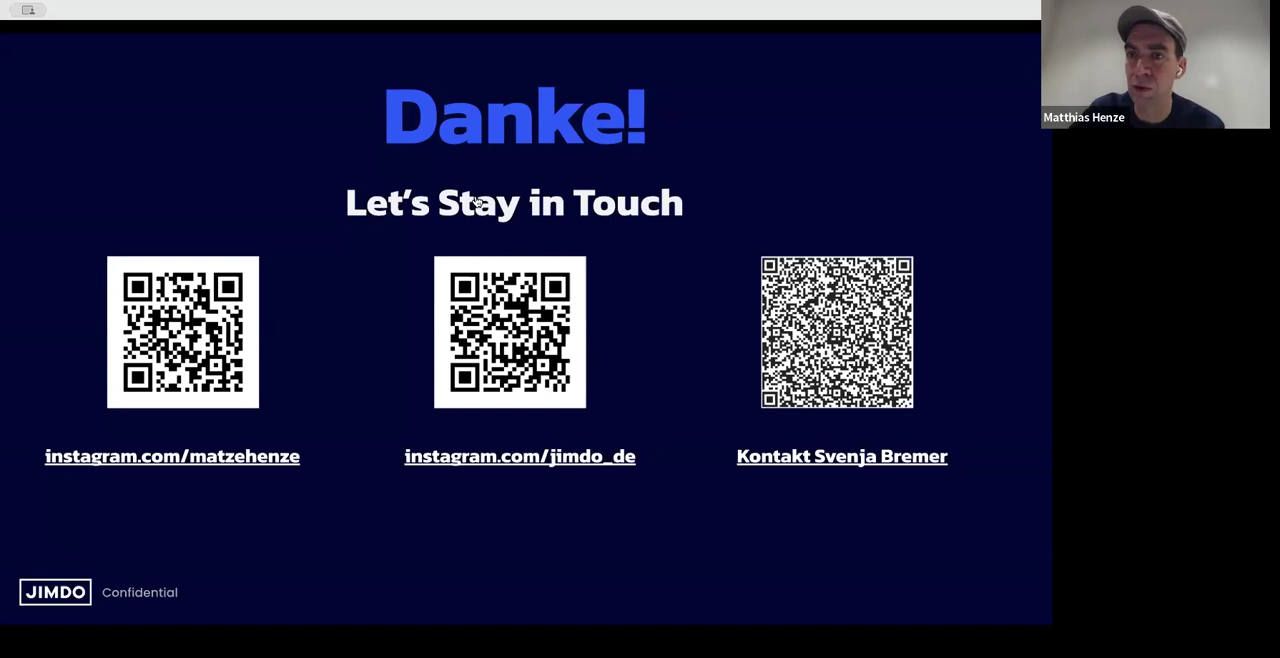 Matthias Henze
Danke!
Let's Stay in Touch
instagram.com/matzehenze
instagram.com/jimdo_de
Kontakt Svenja Bremer
JIMDO Confidential